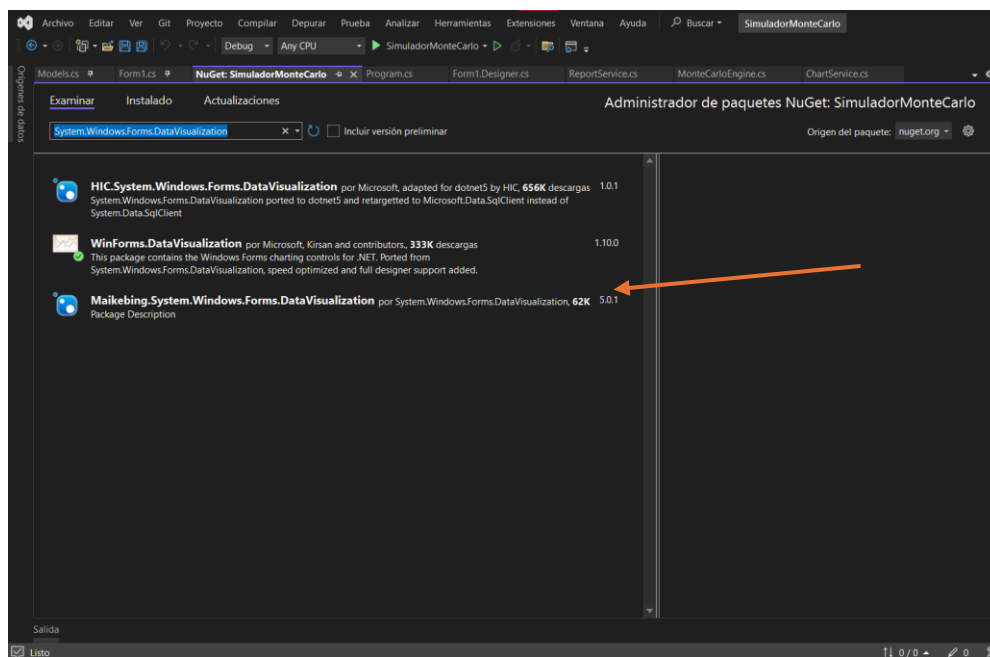 Archivo Editar Ver Git Proyecto Compilar Depurar Prueba Analizar Herramientas Extensiones Ventana Ayuda Buscar SimuladorMonteCarlo
Debug Any CPU SimuladorMonteCarlo
Orígenes de datos
Models.cs Form1.cs NuGet: SimuladorMonteCarlo Program.cs Form1.Designer.cs ReportService.cs MonteCarloEngine.cs ChartService.cs
Examinar Instalado Actualizaciones Administrador de paquetes NuGet: SimuladorMonteCarlo
System.Windows.Forms.DataVisualization Incluir versión preliminar Origen del paquete: nuget.org
HIC.System.Windows.Forms.DataVisualization por Microsoft, adapted for dotnet5 by HIC, 656K descargas 1.0.1
System.Windows.Forms.DataVisualization ported to dotnet5 and retargetted to Microsoft.Data.SqlClient instead of
System.Data.SqlClient
WinForms.DataVisualization por Microsoft, Kirsan and contributors., 333K descargas 1.10.0
This package contains the Windows Forms charting controls for .NET. Ported from
System.Windows.Forms.DataVisualization, speed optimized and full designer support added.
Maikebing.System.Windows.Forms.DataVisualization por System.Windows.Forms.DataVisualization, 62K 5.0.1
Package Description
Salida
Listo 0 / 0 0